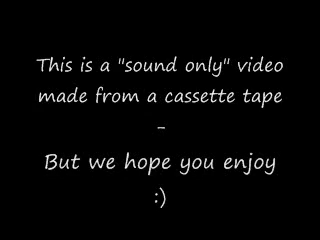 This is a "sound only" video
made from a cassette tape
-
But we hope you enjoy
:)